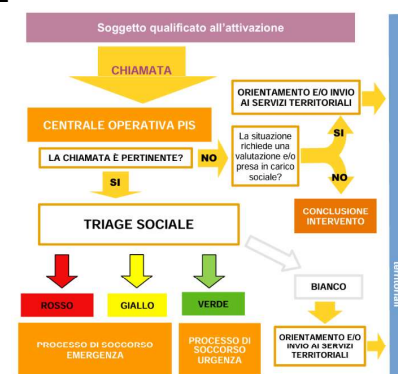 Soggetto qualificato all'attivazione
CHIAMATA
ORIENTAMENTO E/O INVIO
AI SERVIZI TERRITORIALI
CENTRALE OPERATIVA PIS
La situazione
richiede una
valutazione e/o
presa in carico
sociale?
SI
LA CHIAMATA È PERTINENTE?
NO
NO
SI
TRIAGE SOCIALE
CONCLUSIONE
INTERVENTO
BIANCO
territoriali
ROSSO
GIALLO
VERDE
PROCESSO DI SOCCORSO
EMERGENZA
PROCESSO DI
SOCCORSO
URGENZA
ORIENTAMENTO E/O
INVIO AI SERVIZI
TERRITORIALI